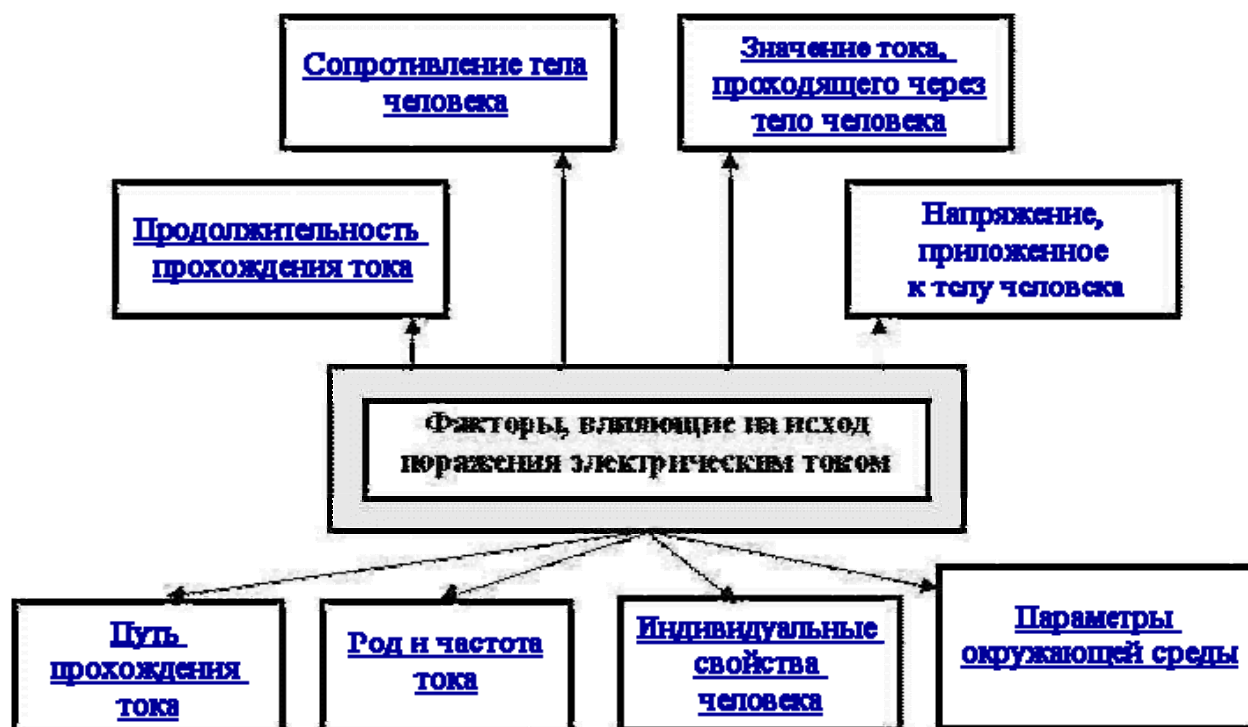 Сопротивление тела
человека
Значение тока,
проходящего через
тело человека
Продолжительность
прохождения тока
Напряжение,
приложенное
к телу человека
Факторы, влияющие на исход
поражения электрическим током
Путь
прохождения
тока
Род и частота
тока
Индивидуальные
свойства
человека
Параметры
окружающей среды